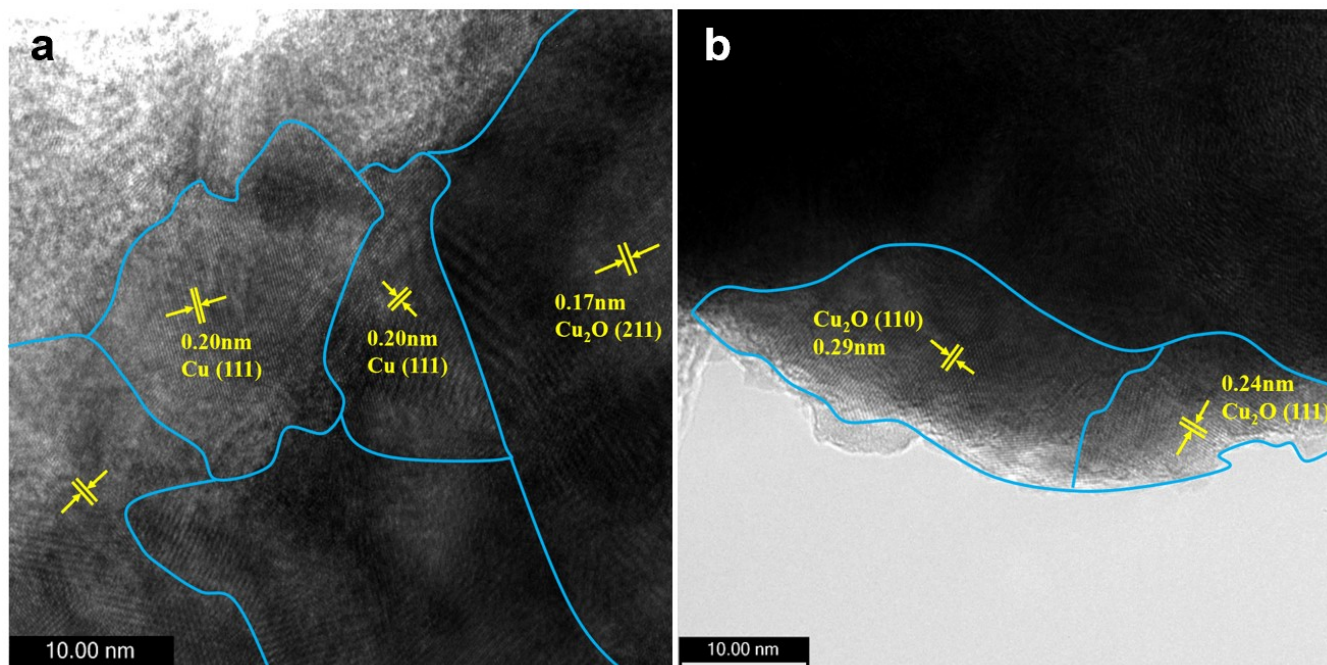 a
0.20nm
Cu (111)
0.20nm
Cu (111)
0.17nm
Cu₂O (211)
10.00 nm
b
Cu₂O (110)
0.29nm
0.24nm
Cu₂O (111)
10.00 nm